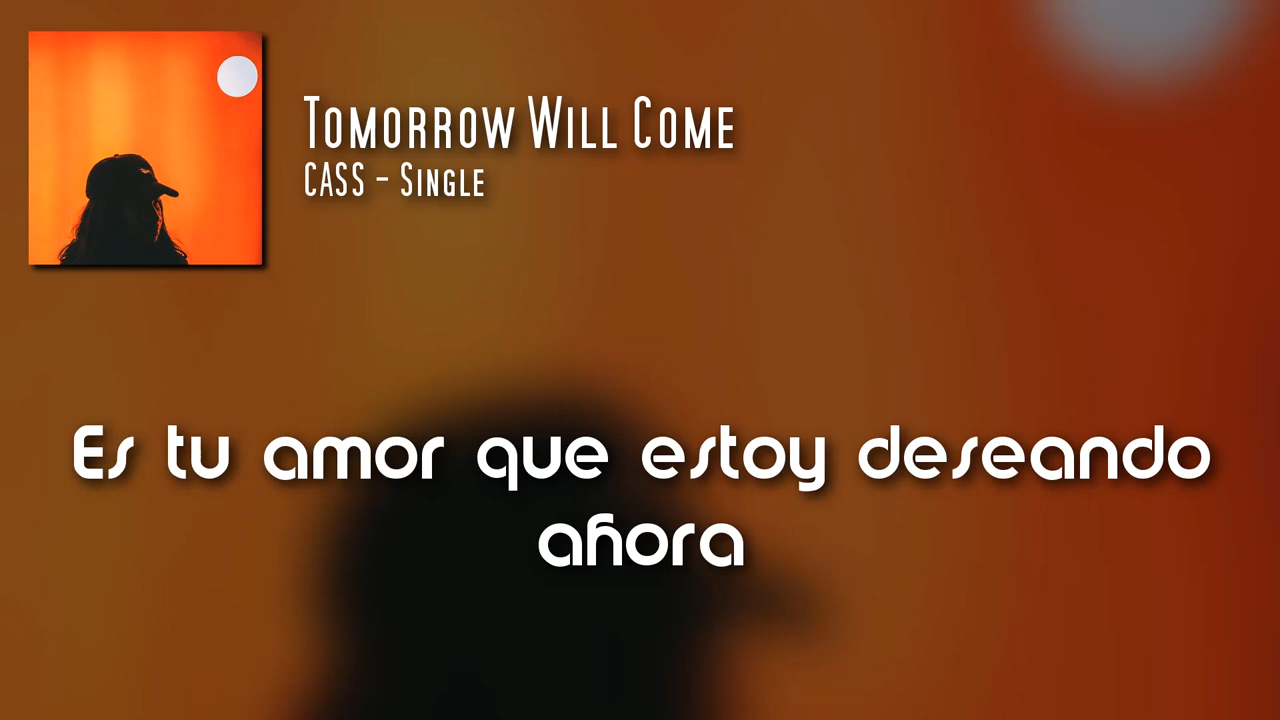 Tomorrow Will Come
CASS - Single
Es tu amor que estoy deseando
ahora